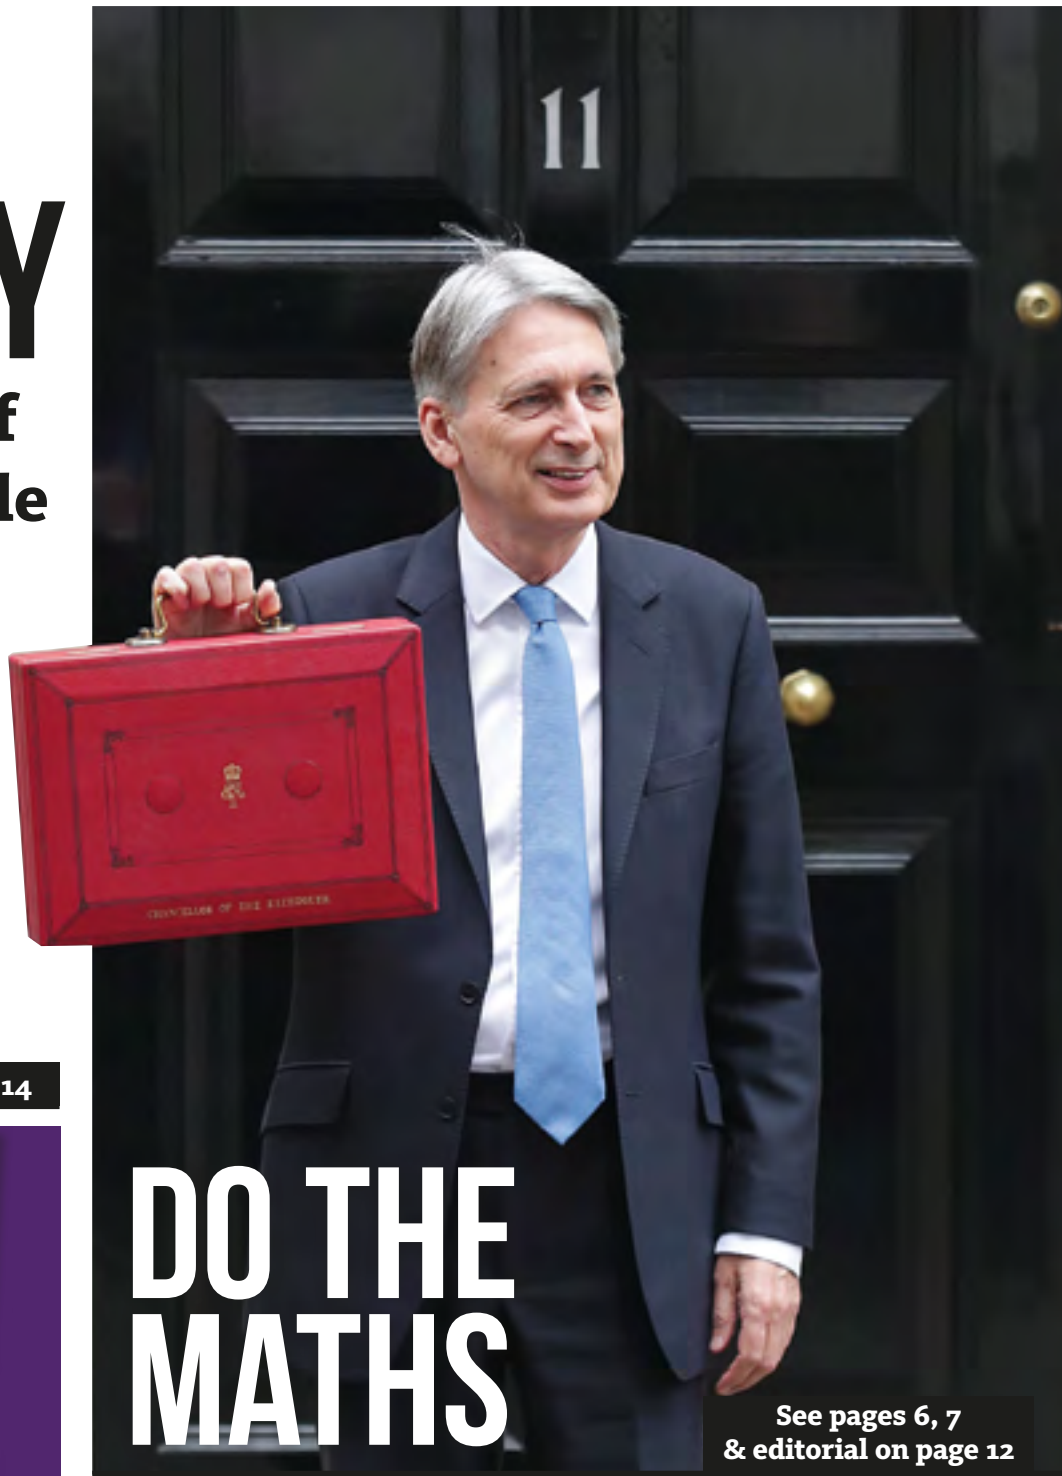 11
Y
f
le
CHANCELLOR OF THE EXCHEQUER
14
DO THE
MATHS
See pages 6, 7
& editorial on page 12